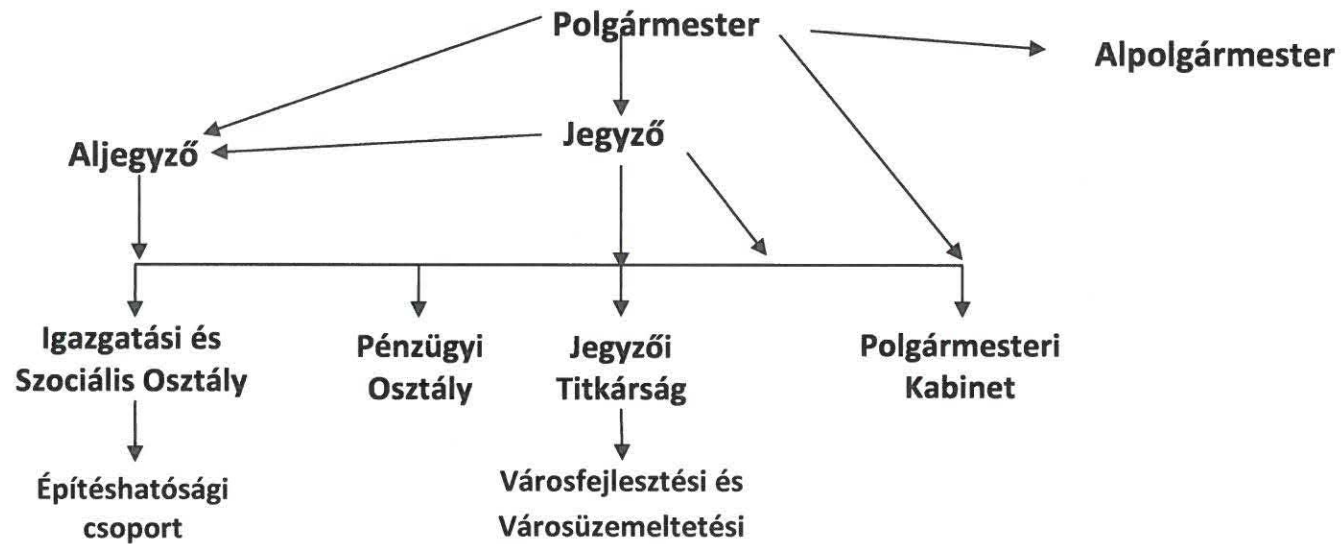 Polgármester
Alpolgármester
Jegyző
Aljegyző
Igazgatási és
Szociális Osztály
Pénzügyi
Osztály
Jegyzői
Titkárság
Polgármesteri
Kabinet
Építéshatósági
csoport
Városfejlesztési és
Városüzemeltetési